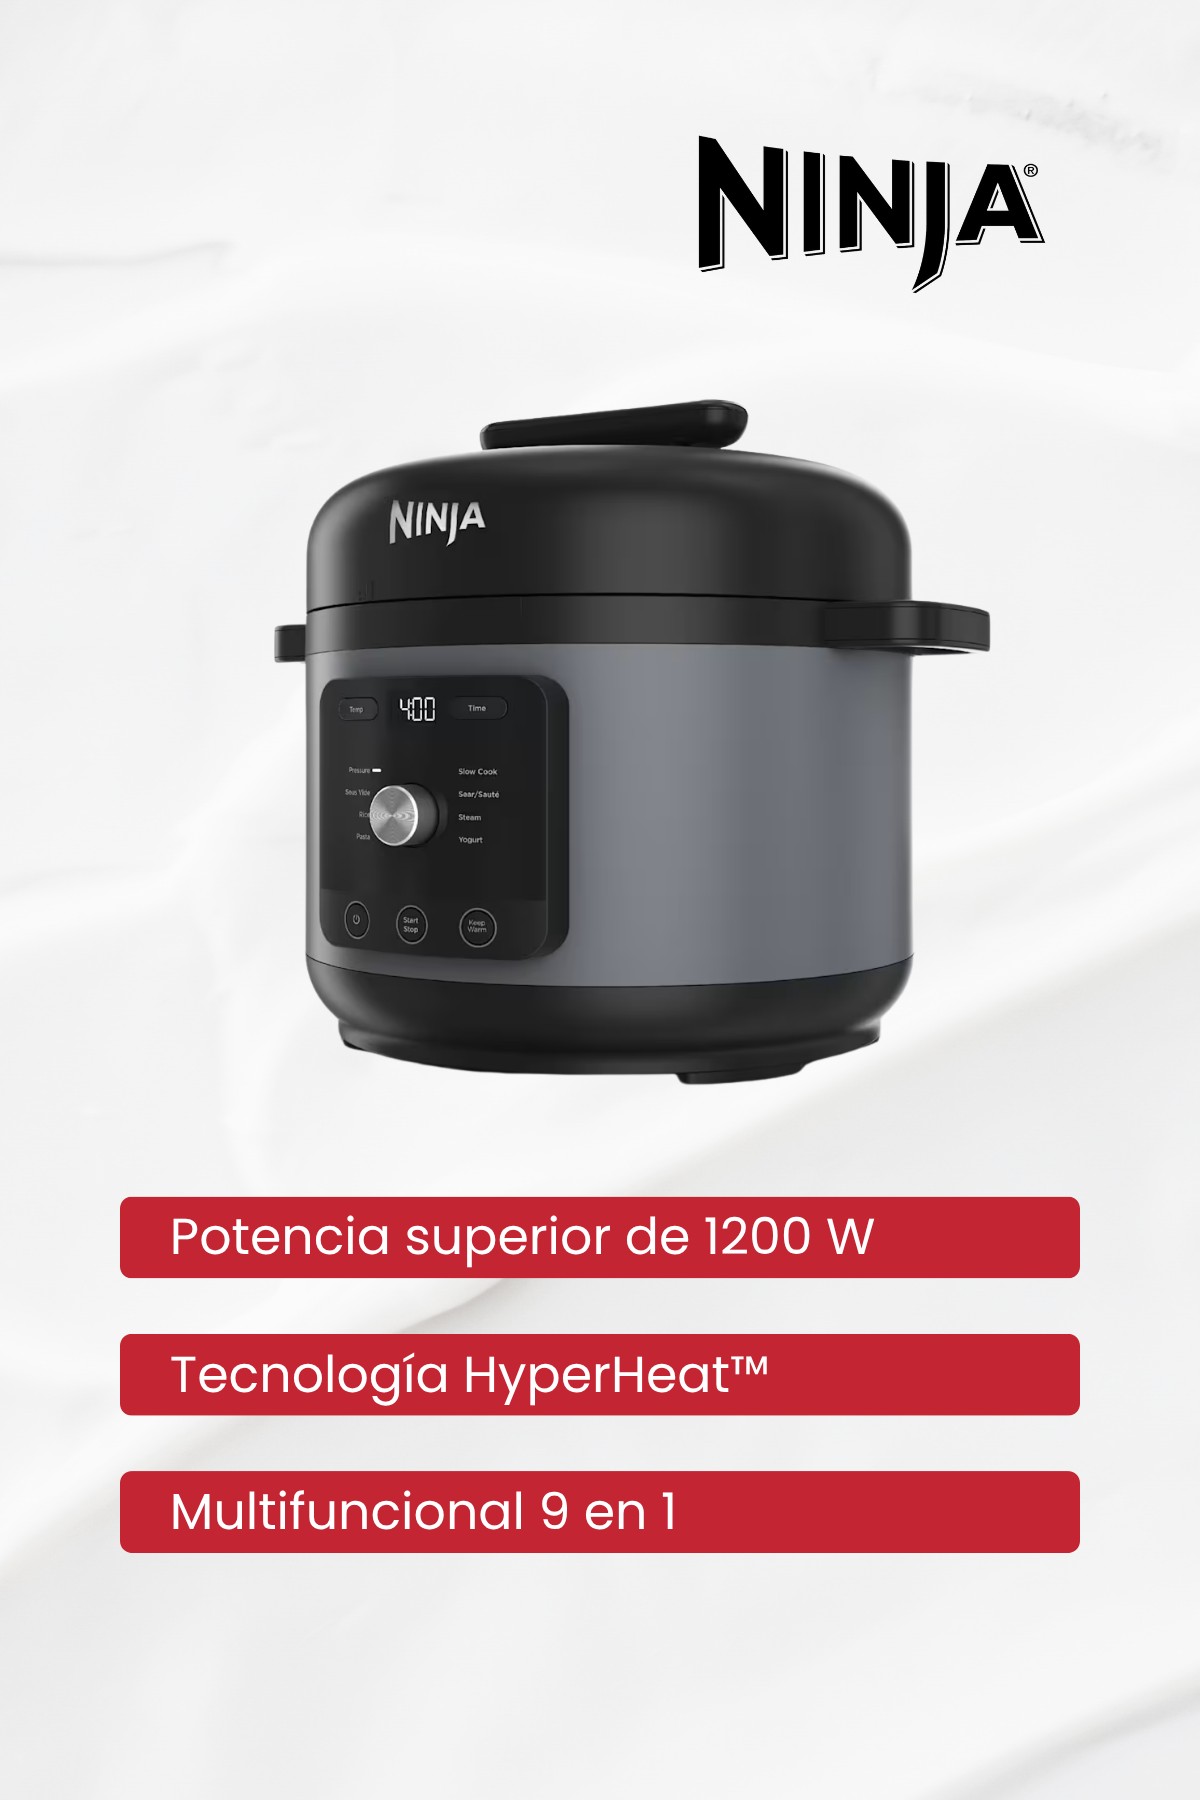 NINJA®
NINJA
Temp 4:00 Time
Pressure Slow Cook
Sous Vide Sear/Sauté
Rice Steam
Pasta Yogurt
Start Keep
Stop Warm
Potencia superior de 1200 W
Tecnología HyperHeat™
Multifuncional 9 en 1